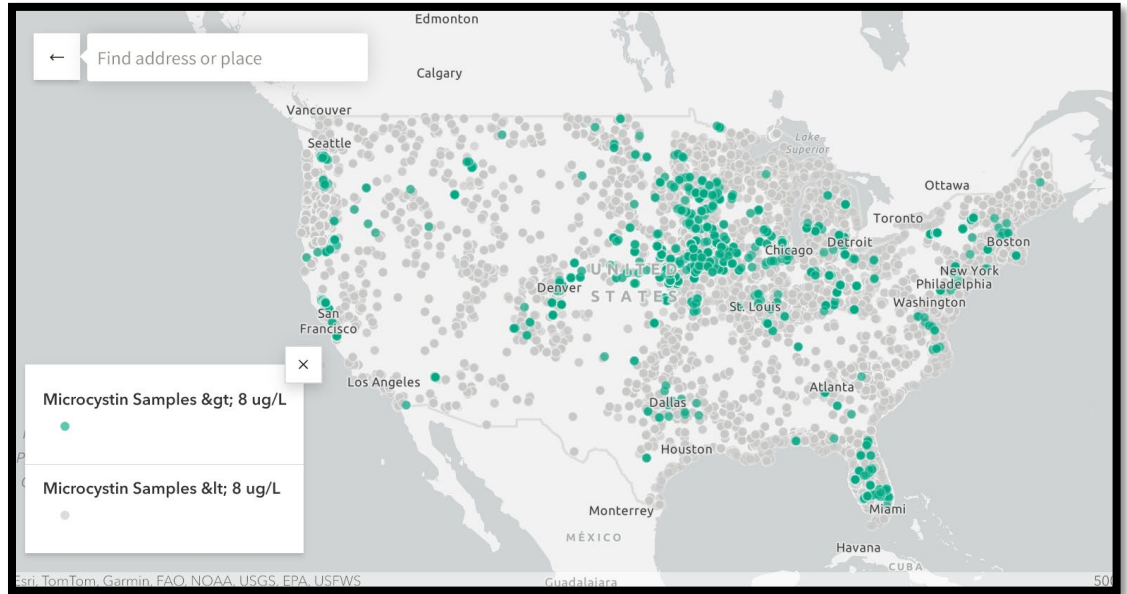 Edmonton
←
Find address or place
Calgary
Vancouver
Seattle
Lake
Superior
Ottawa
Toronto
Boston
Detroit
Chicago
UNITED
STATES
New York
Philadelphia
Denver
Washington
St. Louis
San
Francisco
×
Los Angeles
Atlanta
Microcystin Samples &gt; 8 ug/L
Dallas
Houston
Microcystin Samples &lt; 8 ug/L
Monterrey
Miami
MÉXICO
Havana
CUBA
Esri, TomTom, Garmin, FAO, NOAA, USGS, EPA, USFWS
Guadalajara
500